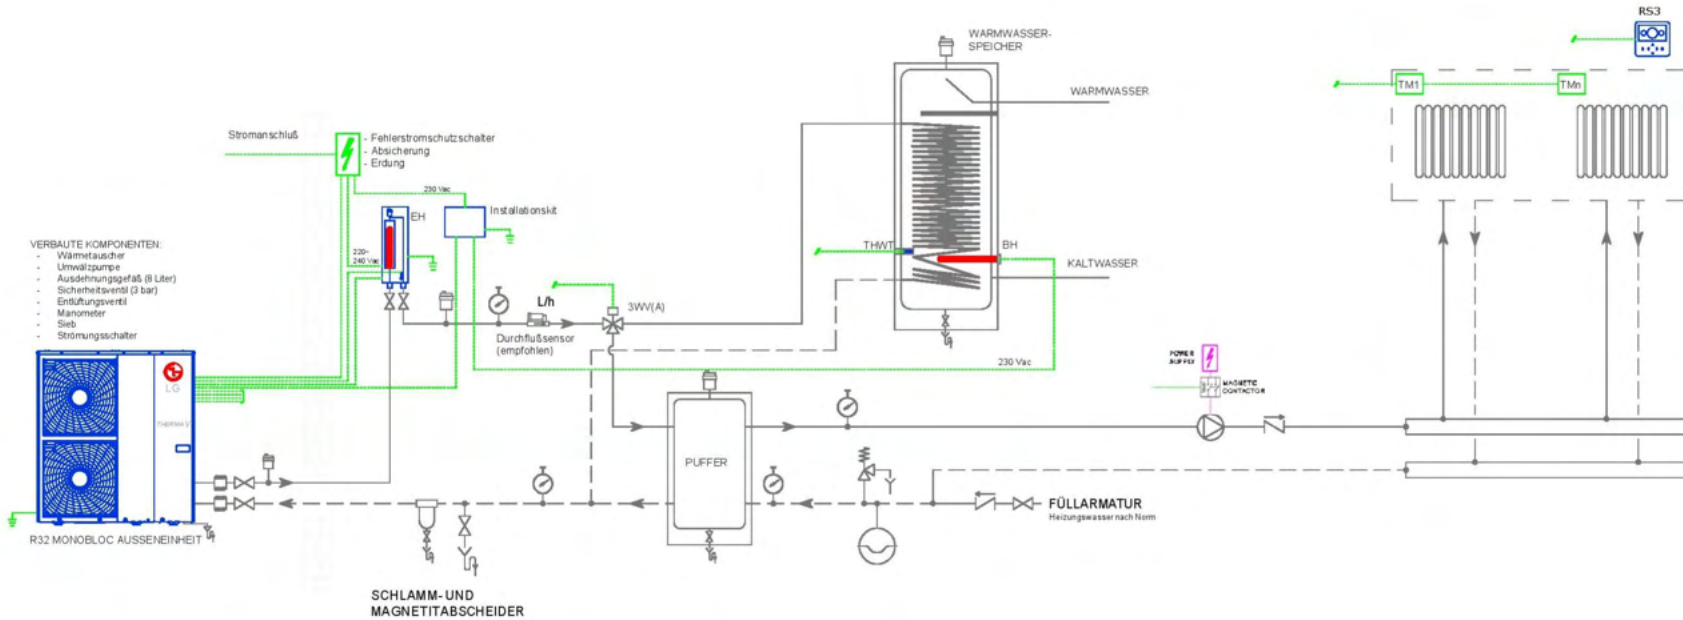 RS3
WARMWASSER-
SPEICHER
TM1
TMn
WARMWASSER
Stromanschluß
- Fehlerstromschutzschalter
- Absicherung
- Erdung
230 Vac
EH
Installationskit
220~
240 Vac
THWT
BH
KALTWASSER
VERBAUTE KOMPONENTEN:
- Wärmetauscher
- Umwälzpumpe
- Ausdehnungsgefäß (8 Liter)
- Sicherheitsventil (3 bar)
- Entlüftungsventil
- Manometer
- Sieb
- Strömungsschalter
L/h
3WV(A)
Durchflußsensor
(empfohlen)
230 Vac
POWER
SUPPLY
MAGNETIC
CONTACTOR
LG
THERMA V
PUFFER
FÜLLARMATUR
Heizungswasser nach Norm
R32 MONOBLOC AUSSENEINHEIT
SCHLAMM- UND
MAGNETITABSCHEIDER